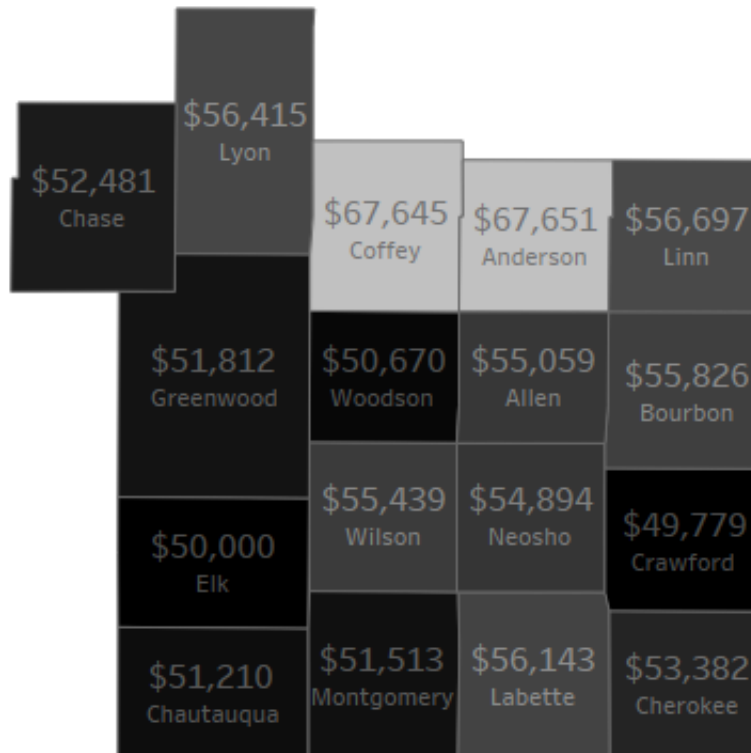 $56,415
Lyon
$52,481
Chase
$67,645
Coffey
$67,651
Anderson
$56,697
Linn
$51,812
Greenwood
$50,670
Woodson
$55,059
Allen
$55,826
Bourbon
$55,439
Wilson
$54,894
Neosho
$49,779
Crawford
$50,000
Elk
$51,210
Chautauqua
$51,513
Montgomery
$56,143
Labette
$53,382
Cherokee